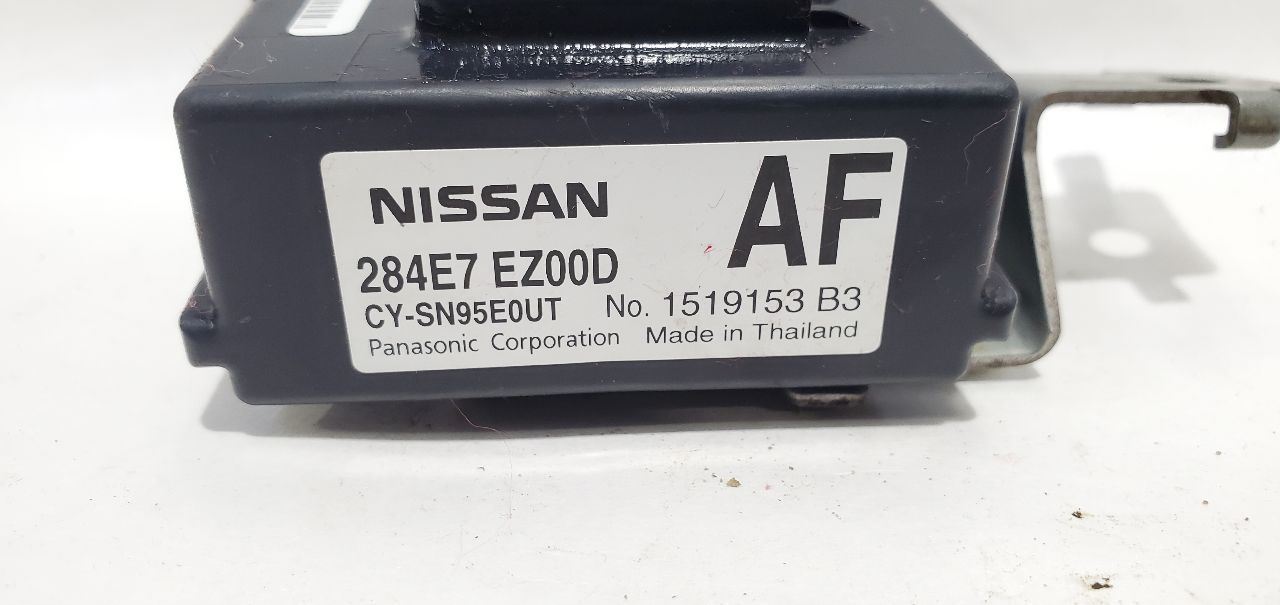 NISSAN AF
284E7 EZ00D
CY-SN95E0UT No. 1519153 B3
Panasonic Corporation Made in Thailand